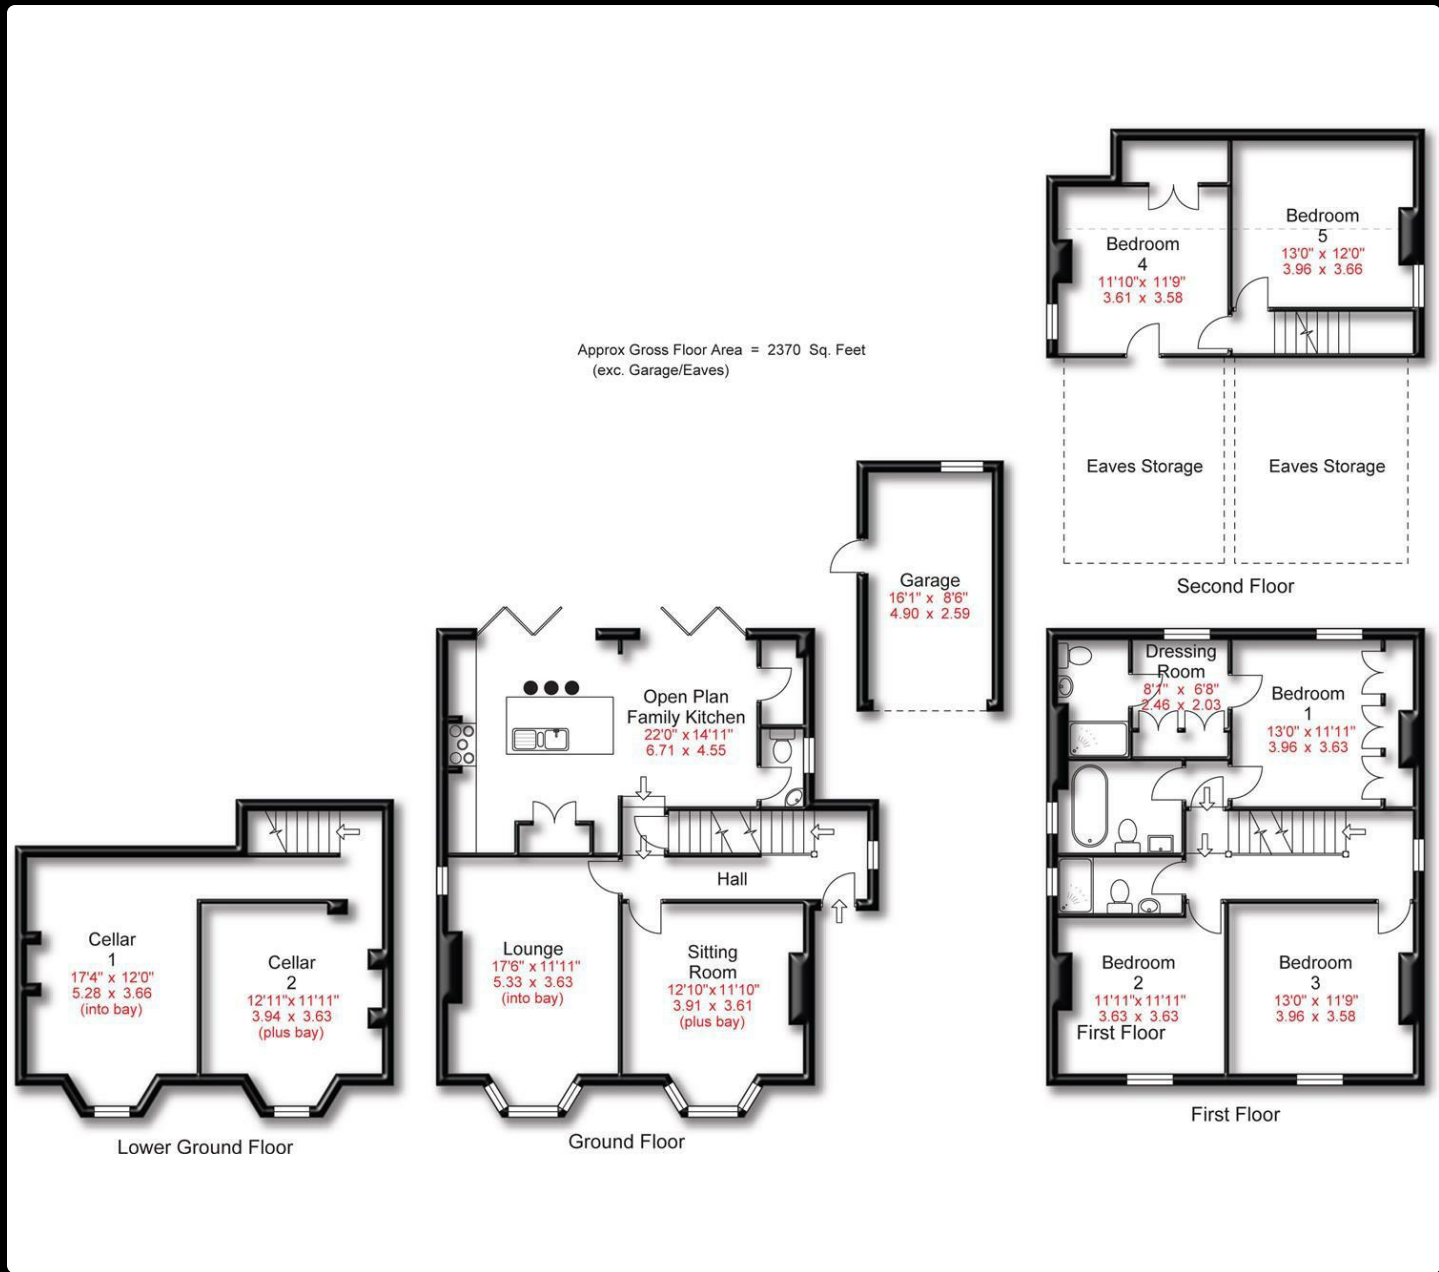 Bedroom
5
13'0" x 12'0"
3.96 x 3.66
Bedroom
4
11'10"x 11'9"
3.61 x 3.58
Approx Gross Floor Area = 2370 Sq. Feet
(exc. Garage/Eaves)
Eaves Storage
Eaves Storage
Second Floor
Garage
16'1" x 8'6"
4.90 x 2.59
Open Plan
Family Kitchen
22'0" x 14'11"
6.71 x 4.55
Dressing
Room
8'1" x 6'8"
2.46 x 2.03
Bedroom
1
13'0" x 11'11"
3.96 x 3.63
Hall
Cellar
1
17'4" x 12'0"
5.28 x 3.66
(into bay)
Cellar
2
12'11"x 11'11"
3.94 x 3.63
(plus bay)
Lounge
17'6" x 11'11"
5.33 x 3.63
(into bay)
Sitting
Room
12'10"x 11'10"
3.91 x 3.61
(plus bay)
Bedroom
2
11'11"x 11'11"
3.63 x 3.63
First Floor
Bedroom
3
13'0" x 11'9"
3.96 x 3.58
Lower Ground Floor
Ground Floor
First Floor